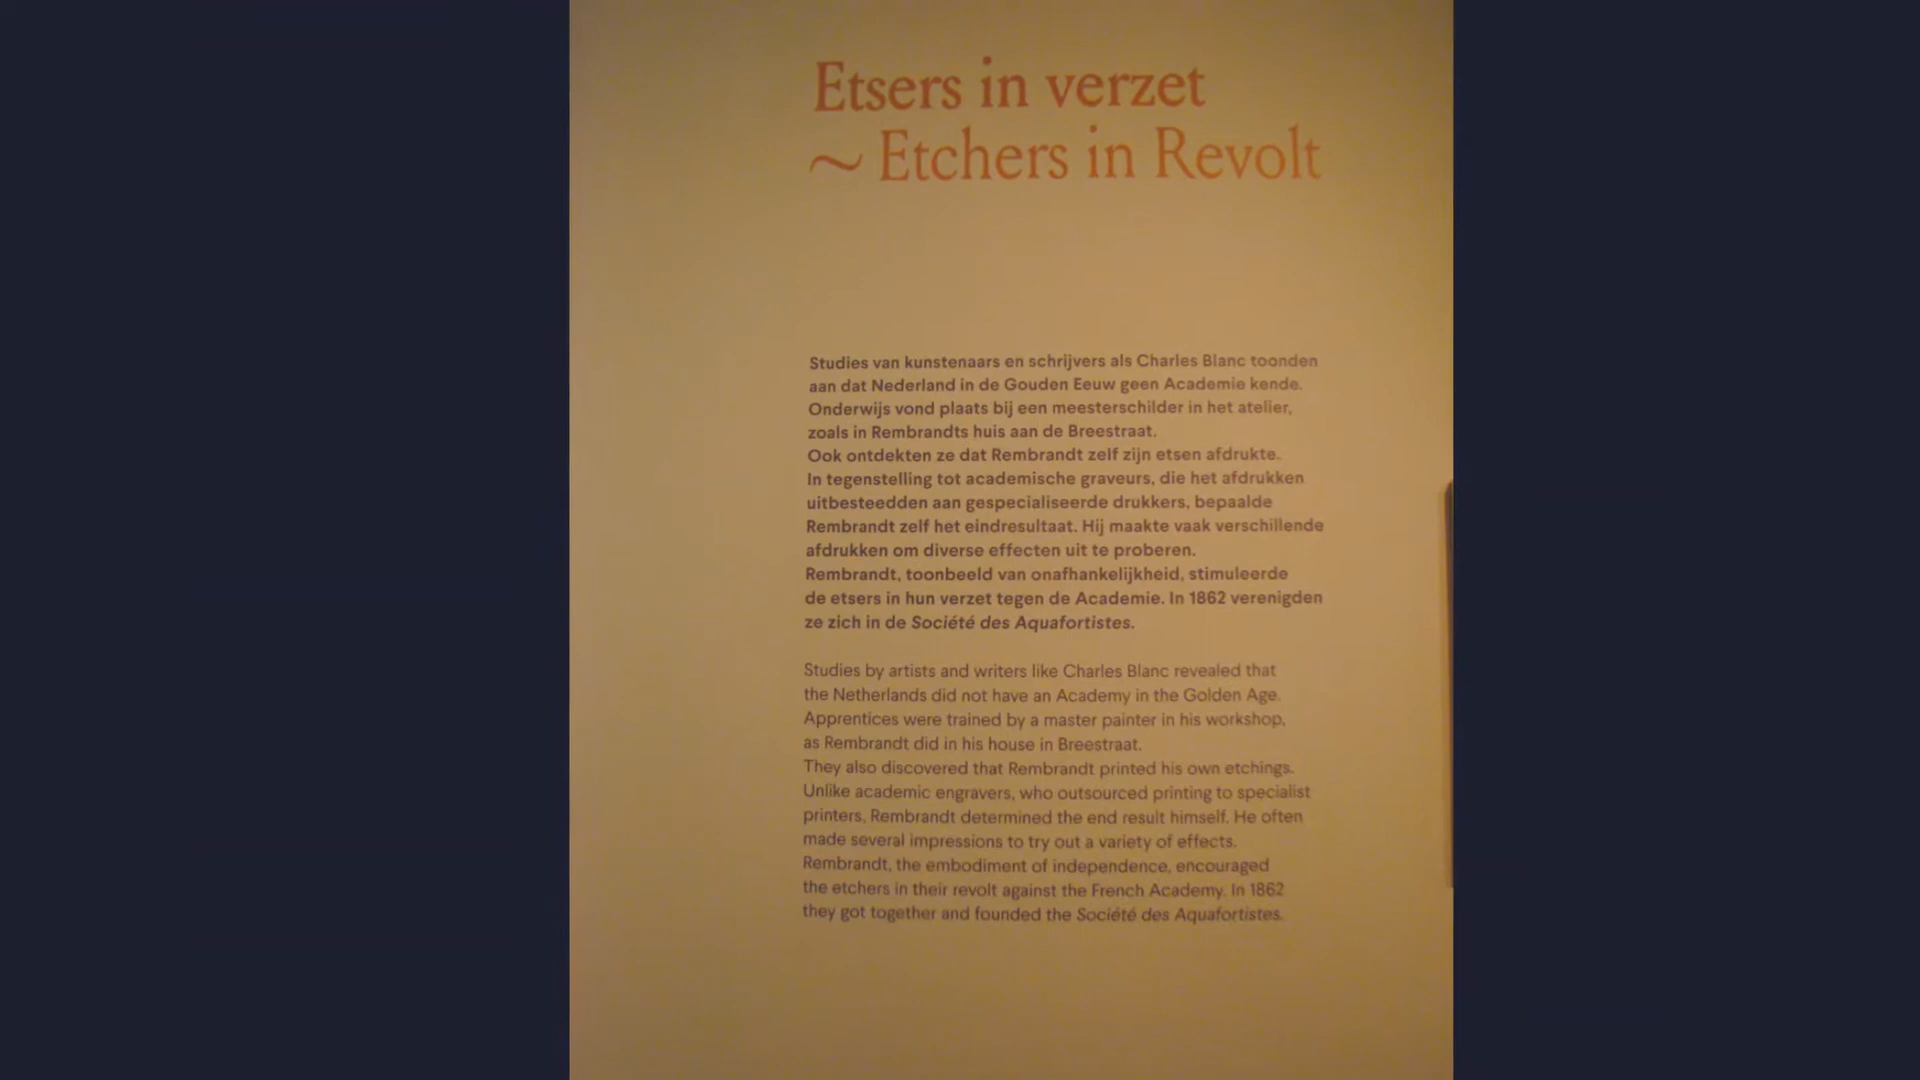 Etsers in verzet
~ Etchers in Revolt
Studies van kunstenaars en schrijvers als Charles Blanc toonden
aan dat Nederland in de Gouden Eeuw geen Academie kende.
Onderwijs vond plaats bij een meesterschilder in het atelier,
zoals in Rembrandts huis aan de Breestraat.
Ook ontdekten ze dat Rembrandt zelf zijn etsen afdrukte.
In tegenstelling tot academische graveurs, die het afdrukken
uitbesteedden aan gespecialiseerde drukkers, bepaalde
Rembrandt zelf het eindresultaat. Hij maakte vaak verschillende
afdrukken om diverse effecten uit te proberen.
Rembrandt, toonbeeld van onafhankelijkheid, stimuleerde
de etsers in hun verzet tegen de Academie. In 1862 verenigden
ze zich in de Société des Aquafortistes.
Studies by artists and writers like Charles Blanc revealed that
the Netherlands did not have an Academy in the Golden Age.
Apprentices were trained by a master painter in his workshop,
as Rembrandt did in his house in Breestraat.
They also discovered that Rembrandt printed his own etchings.
Unlike academic engravers, who outsourced printing to specialist
printers, Rembrandt determined the end result himself. He often
made several impressions to try out a variety of effects.
Rembrandt, the embodiment of independence, encouraged
the etchers in their revolt against the French Academy. In 1862
they got together and founded the Société des Aquafortistes.